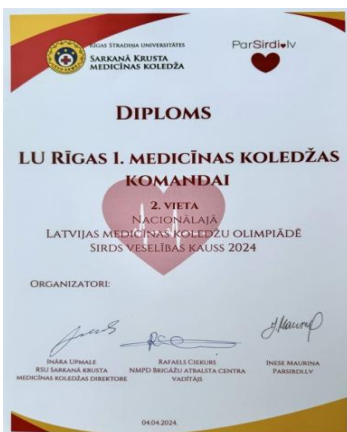 RĪGAS STRADIŅA UNIVERSITĀTES
SARKANĀ KRUSTA
MEDICĪNAS KOLEDŽA
ParSirdi.lv
DIPLOMS
LU RĪGAS 1. MEDICĪNAS KOLEDŽAS
KOMANDAI
2. VIETA
NACIONĀLAJĀ
LATVIJAS MEDICĪNAS KOLEDŽU OLIMPIĀDĒ
SIRDS VESELĪBAS KAUSS 2024
ORGANIZATORI:
INĀRA UPMALE
RSU SARKANĀ KRUSTA
MEDICĪNAS KOLEDŽAS DIREKTORE
RAFAELS CIEKURS
NMPD BRIGĀŽU ATBALSTA CENTRA
VADĪTĀJS
INESE MAURIŅA
PARSIRDI.LV
04.04.2024.